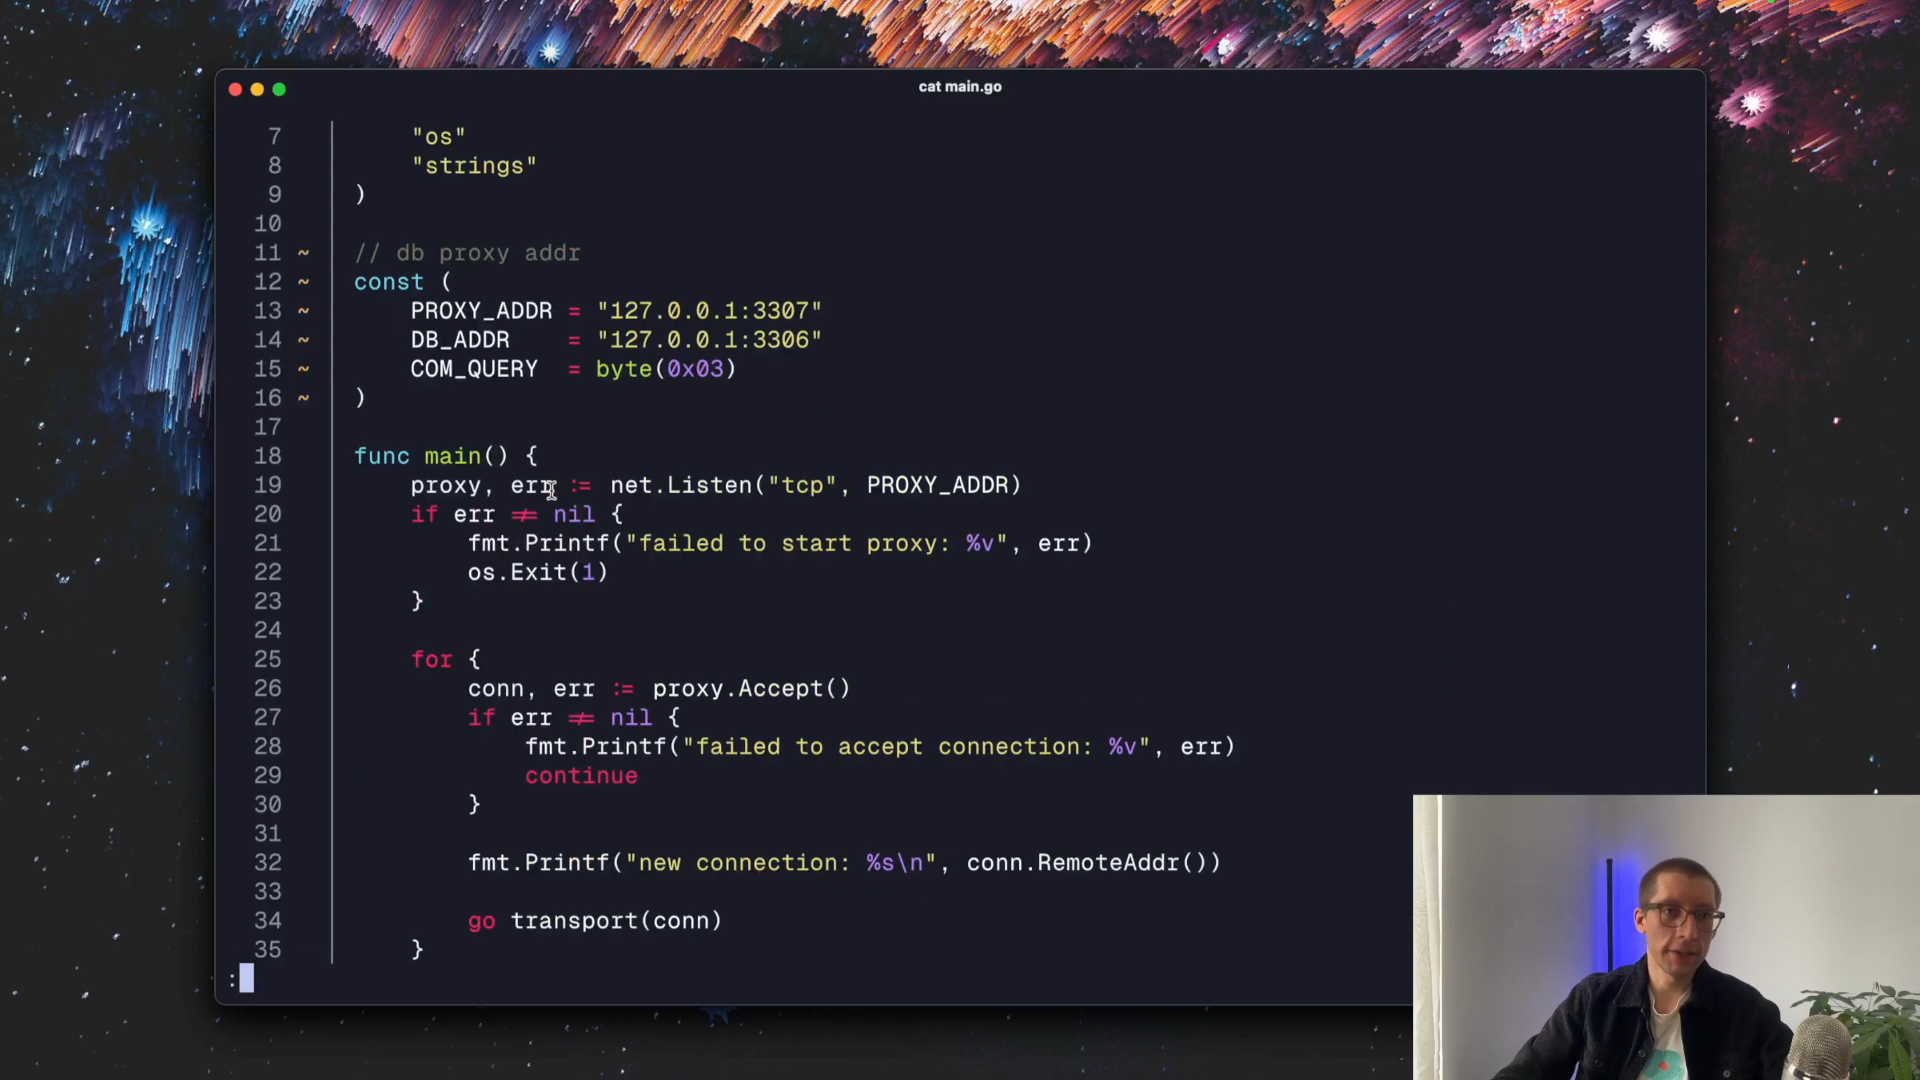 cat main.go
7 "os"
8 "strings"
9 )
10
11 ~ // db proxy addr
12 ~ const (
13 ~ PROXY_ADDR = "127.0.0.1:3307"
14 ~ DB_ADDR = "127.0.0.1:3306"
15 ~ COM_QUERY = byte(0x03)
16 ~ )
17
18 func main() {
19 proxy, err := net.Listen("tcp", PROXY_ADDR)
20 if err != nil {
21 fmt.Printf("failed to start proxy: %v", err)
22 os.Exit(1)
23 }
24
25 for {
26 conn, err := proxy.Accept()
27 if err != nil {
28 fmt.Printf("failed to accept connection: %v", err)
29 continue
30 }
31
32 fmt.Printf("new connection: %s\n", conn.RemoteAddr())
33
34 go transport(conn)
35 }
: